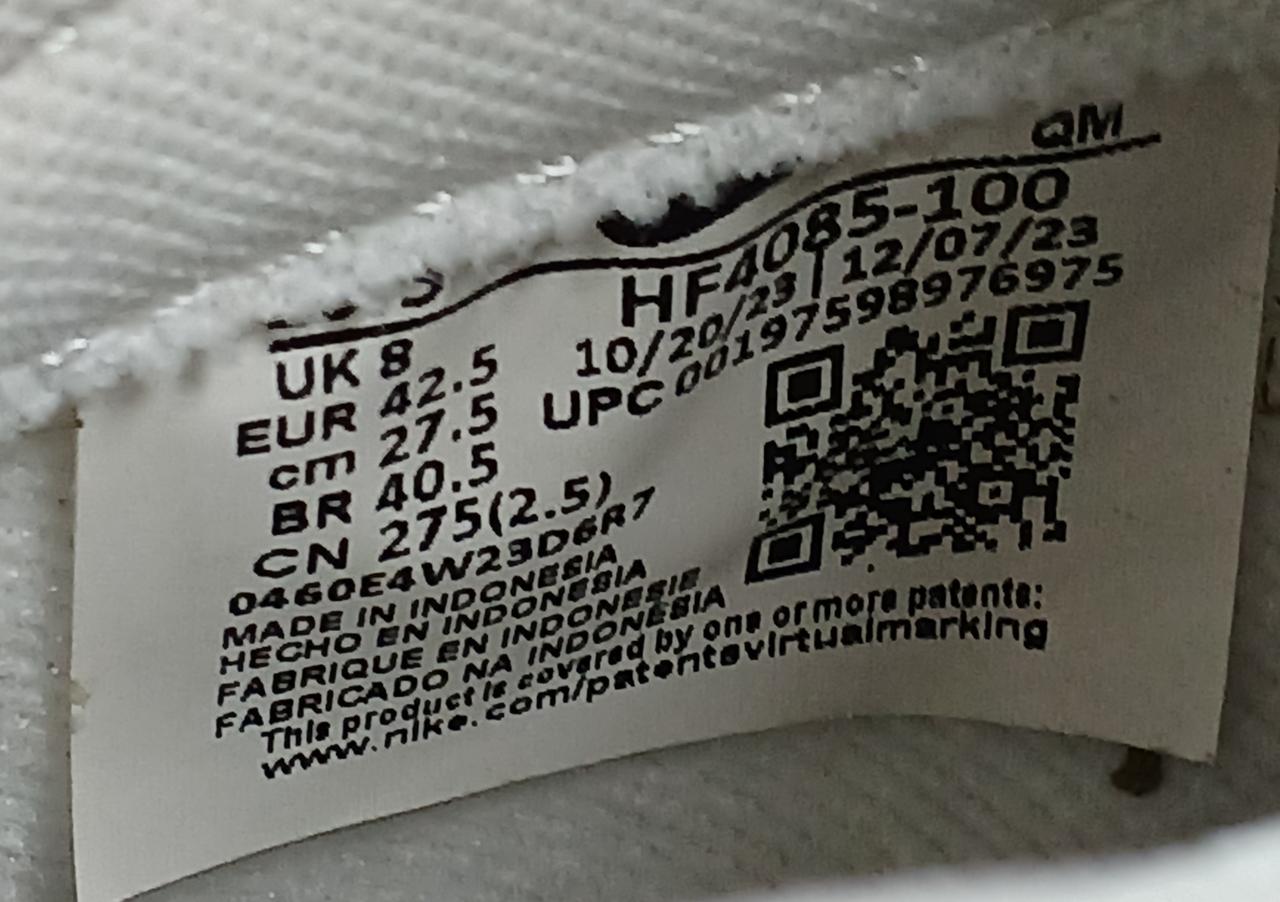 QM
HF4085-100
10/20/23 | 12/07/23
UPC 00197598976975
UK 8
EUR 42.5
cm 27.5
BR 40.5
CN 275(2.5)
0460E4W23D6R7
MADE IN INDONESIA
HECHO EN INDONESIA
FABRIQUE EN INDONESIE
FABRICADO NA INDONÉSIA
This product is covered by one or more patents:
www.nike.com/patentsvirtualmarking